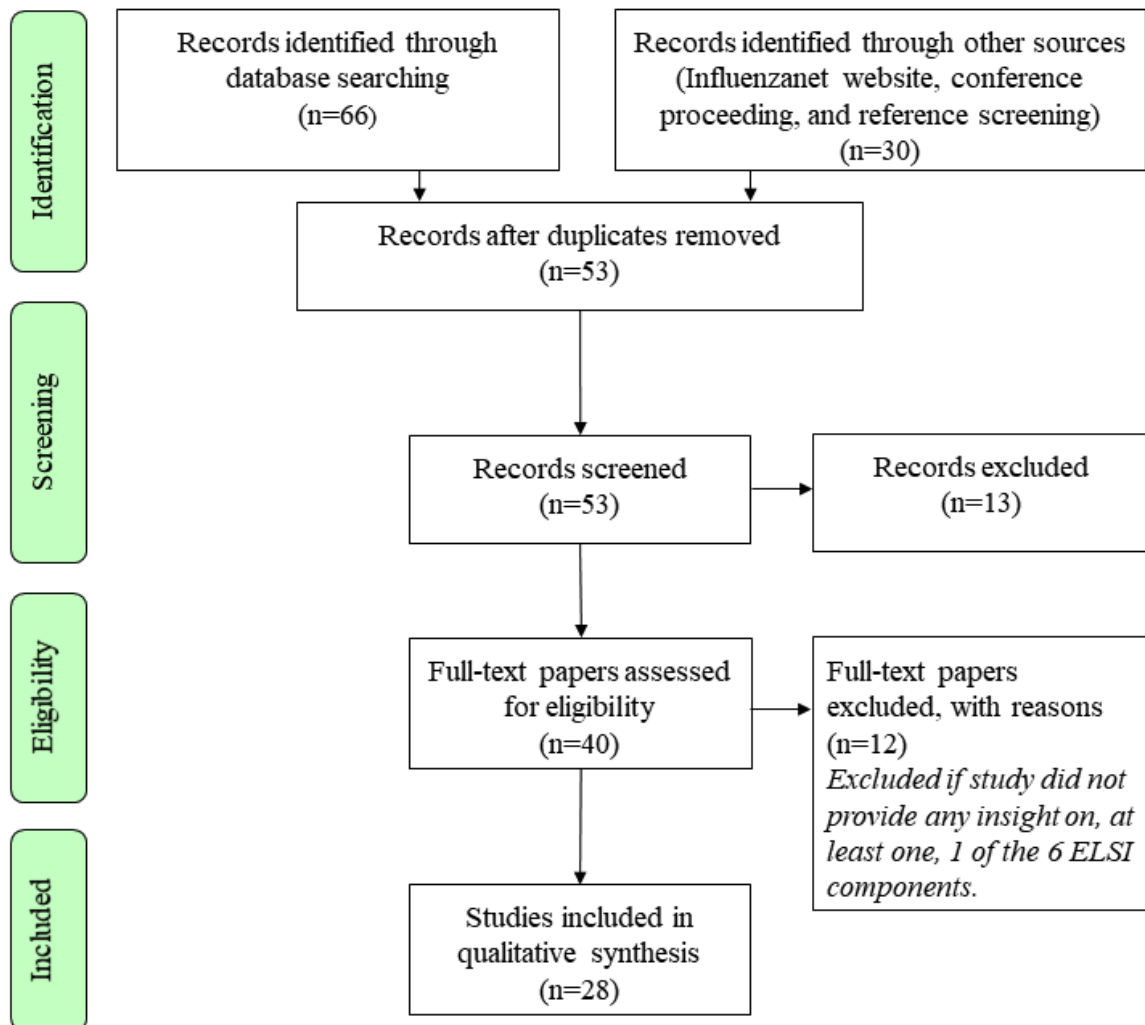 Identification
Records identified through
database searching
(n=66)
Records identified through other sources
(Influenzanet website, conference
proceeding, and reference screening)
(n=30)
Records after duplicates removed
(n=53)
Screening
Records screened
(n=53)
Records excluded
(n=13)
Eligibility
Full-text papers assessed
for eligibility
(n=40)
Full-text papers
excluded, with reasons
(n=12)
Excluded if study did not
provide any insight on, at
least one, 1 of the 6 ELSI
components.
Included
Studies included in
qualitative synthesis
(n=28)